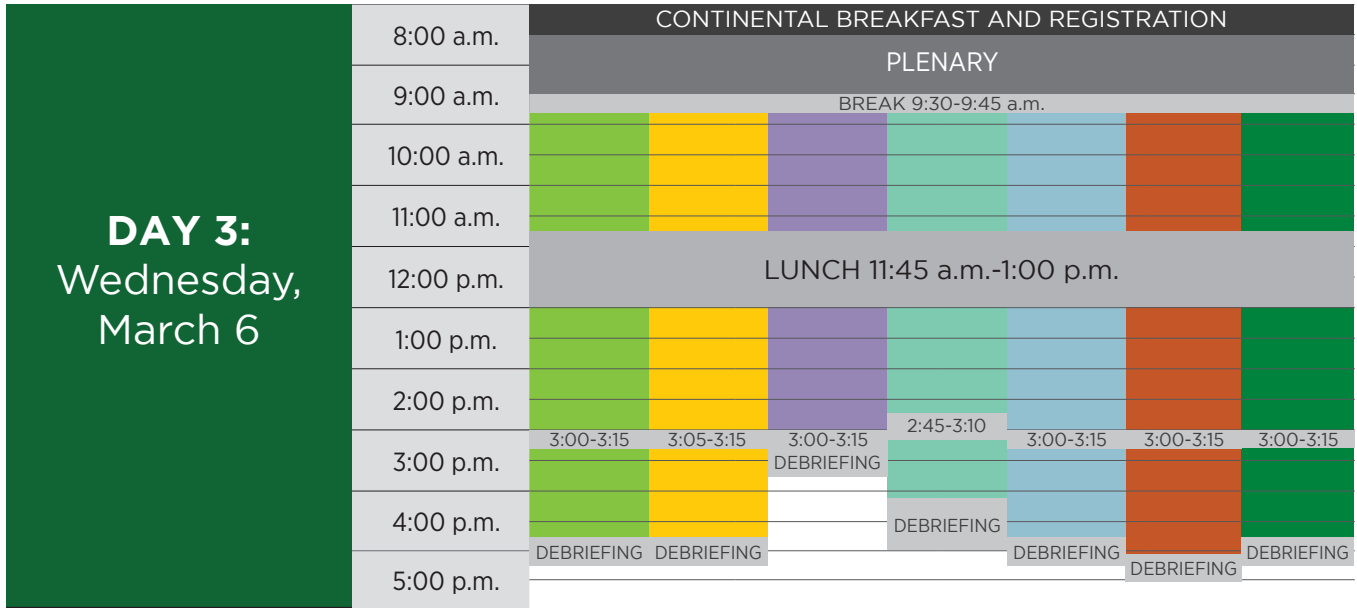 DAY 3:
Wednesday,
March 6
8:00 a.m.
9:00 a.m.
10:00 a.m.
11:00 a.m.
12:00 p.m.
1:00 p.m.
2:00 p.m.
3:00 p.m.
4:00 p.m.
5:00 p.m.
CONTINENTAL BREAKFAST AND REGISTRATION
PLENARY
BREAK 9:30-9:45 a.m.
LUNCH 11:45 a.m.-1:00 p.m.
3:00-3:15
3:05-3:15
3:00-3:15
2:45-3:10
3:00-3:15
3:00-3:15
3:00-3:15
DEBRIEFING
DEBRIEFING
DEBRIEFING
DEBRIEFING
DEBRIEFING
DEBRIEFING
DEBRIEFING